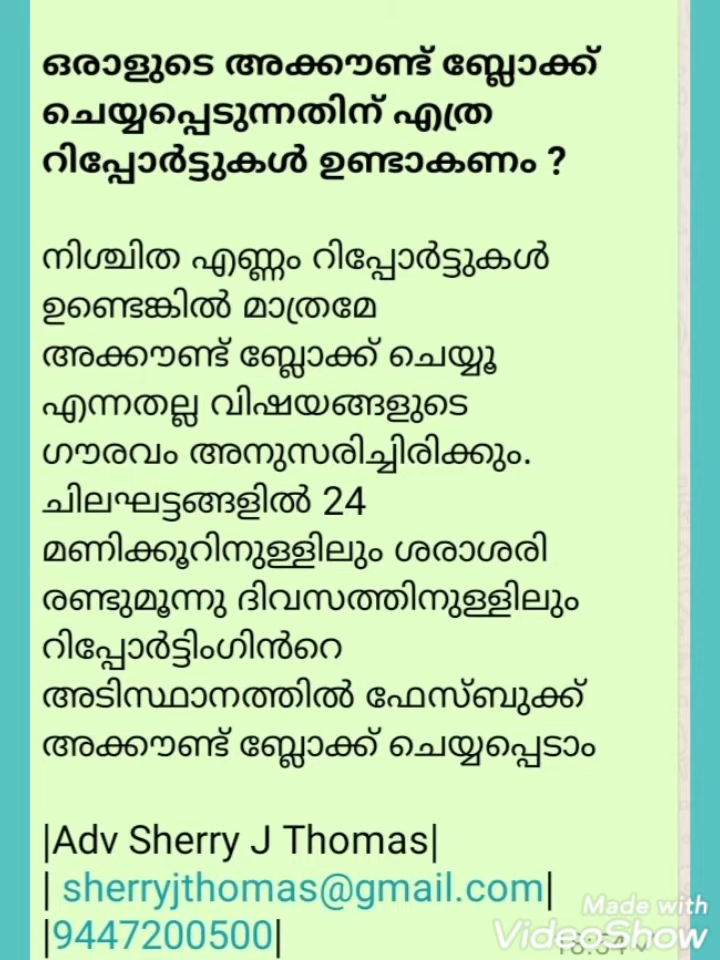 ഒരാളുടെ അക്കൗണ്ട് ബ്ലോക്ക്
ചെയ്യപ്പെടുന്നതിന് എത്ര
റിപ്പോർട്ടുകൾ ഉണ്ടാകണം ?
നിശ്ചിത എണ്ണം റിപ്പോർട്ടുകൾ
ഉണ്ടെങ്കിൽ മാത്രമേ
അക്കൗണ്ട് ബ്ലോക്ക് ചെയ്യൂ
എന്നതല്ല വിഷയങ്ങളുടെ
ഗൗരവം അനുസരിച്ചിരിക്കും.
ചിലഘട്ടങ്ങളിൽ 24
മണിക്കൂറിനുള്ളിലും ശരാശരി
രണ്ടുമൂന്നു ദിവസത്തിനുള്ളിലും
റിപ്പോർട്ടിംഗിൻറെ
അടിസ്ഥാനത്തിൽ ഫേസ്ബുക്ക്
അക്കൗണ്ട് ബ്ലോക്ക് ചെയ്യപ്പെടാം
|Adv Sherry J Thomas|
| sherryjthomas@gmail.com|
|9447200500|
Made with
VideoShow